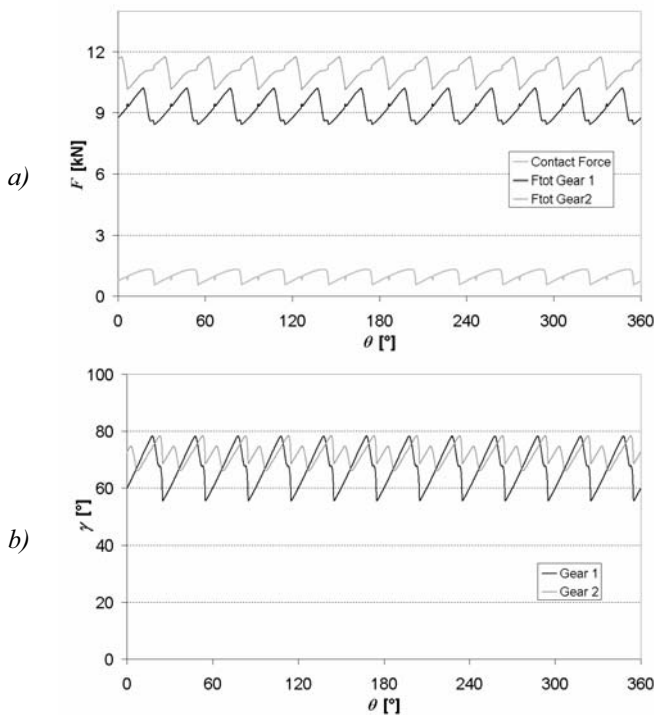 a)
12
9
6
3
0
F [kN]
Contact Force
Ftot Gear 1
Ftot Gear2
0 60 120 180 240 300 360
θ [°]
b)
100
80
60
40
20
0
γ [°]
Gear 1
Gear 2
0 60 120 180 240 300 360
θ [°]